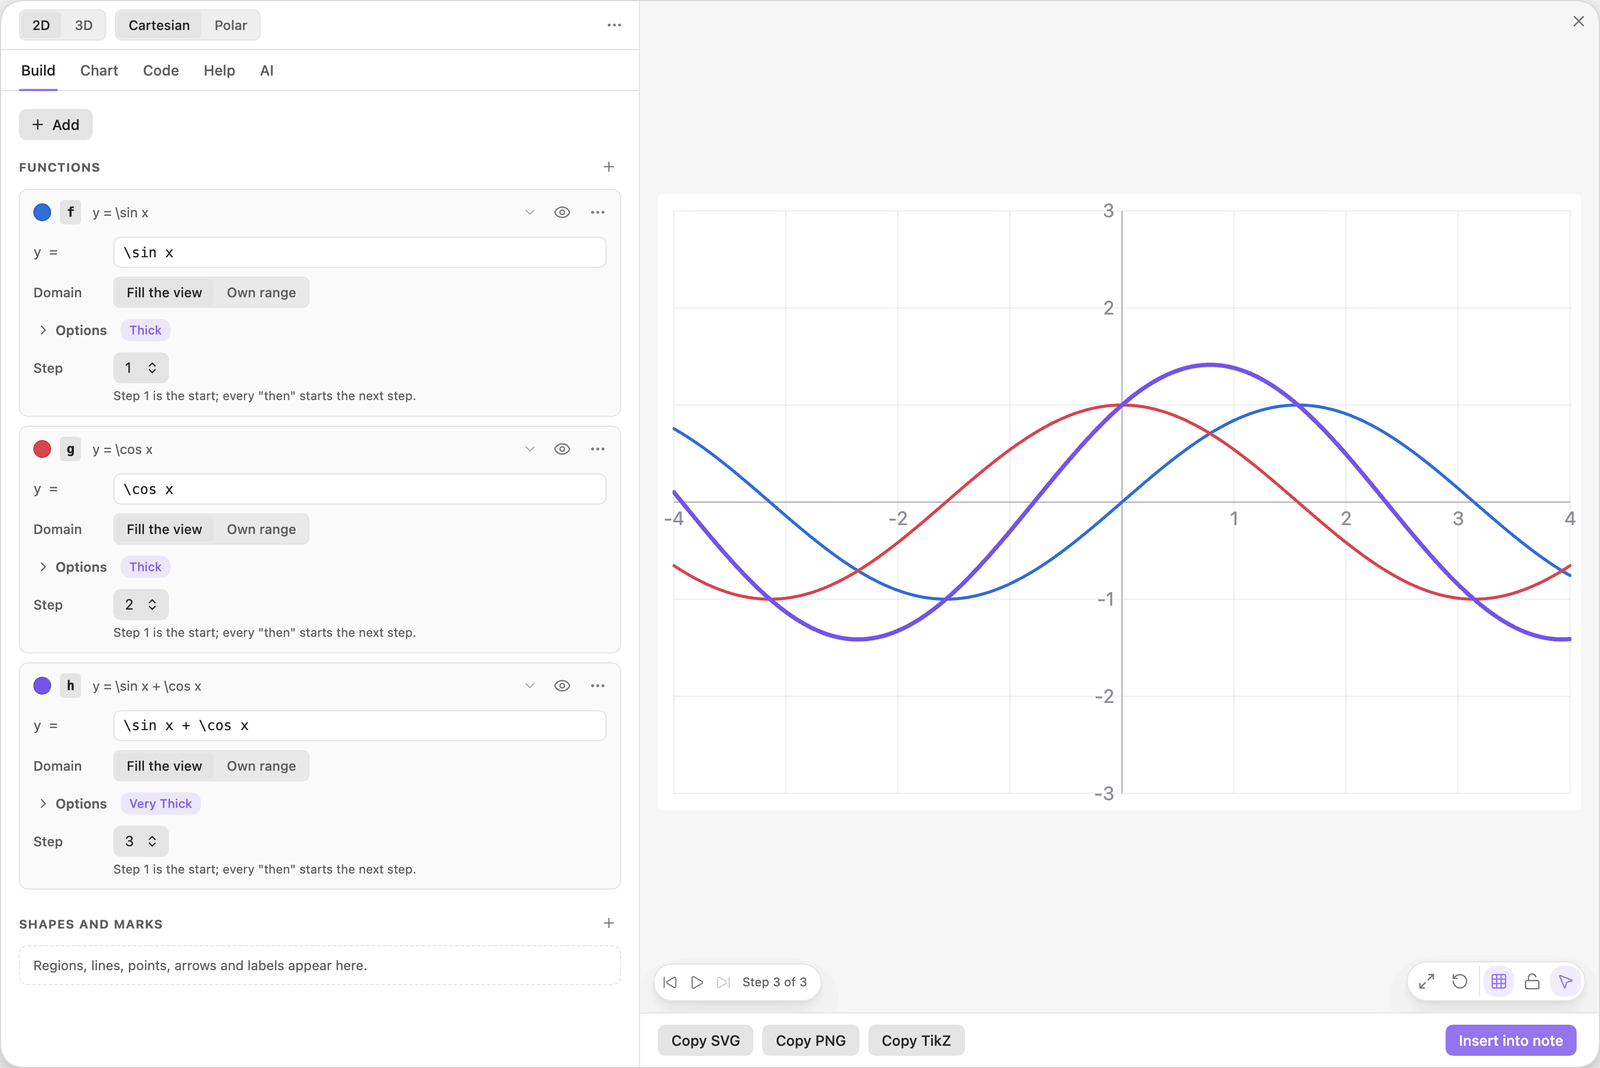 2D 3D Cartesian Polar
Build Chart Code Help AI
+ Add
FUNCTIONS
f y = \sin x
y = \sin x
Domain Fill the view Own range
Options Thick
Step 1
Step 1 is the start; every "then" starts the next step.
g y = \cos x
y = \cos x
Domain Fill the view Own range
Options Thick
Step 2
Step 1 is the start; every "then" starts the next step.
h y = \sin x + \cos x
y = \sin x + \cos x
Domain Fill the view Own range
Options Very Thick
Step 3
Step 1 is the start; every "then" starts the next step.
SHAPES AND MARKS
Regions, lines, points, arrows and labels appear here.
3
2
-4 -2 1 2 3 4
-1
-2
-3
Step 3 of 3
Copy SVG Copy PNG Copy TikZ Insert into note